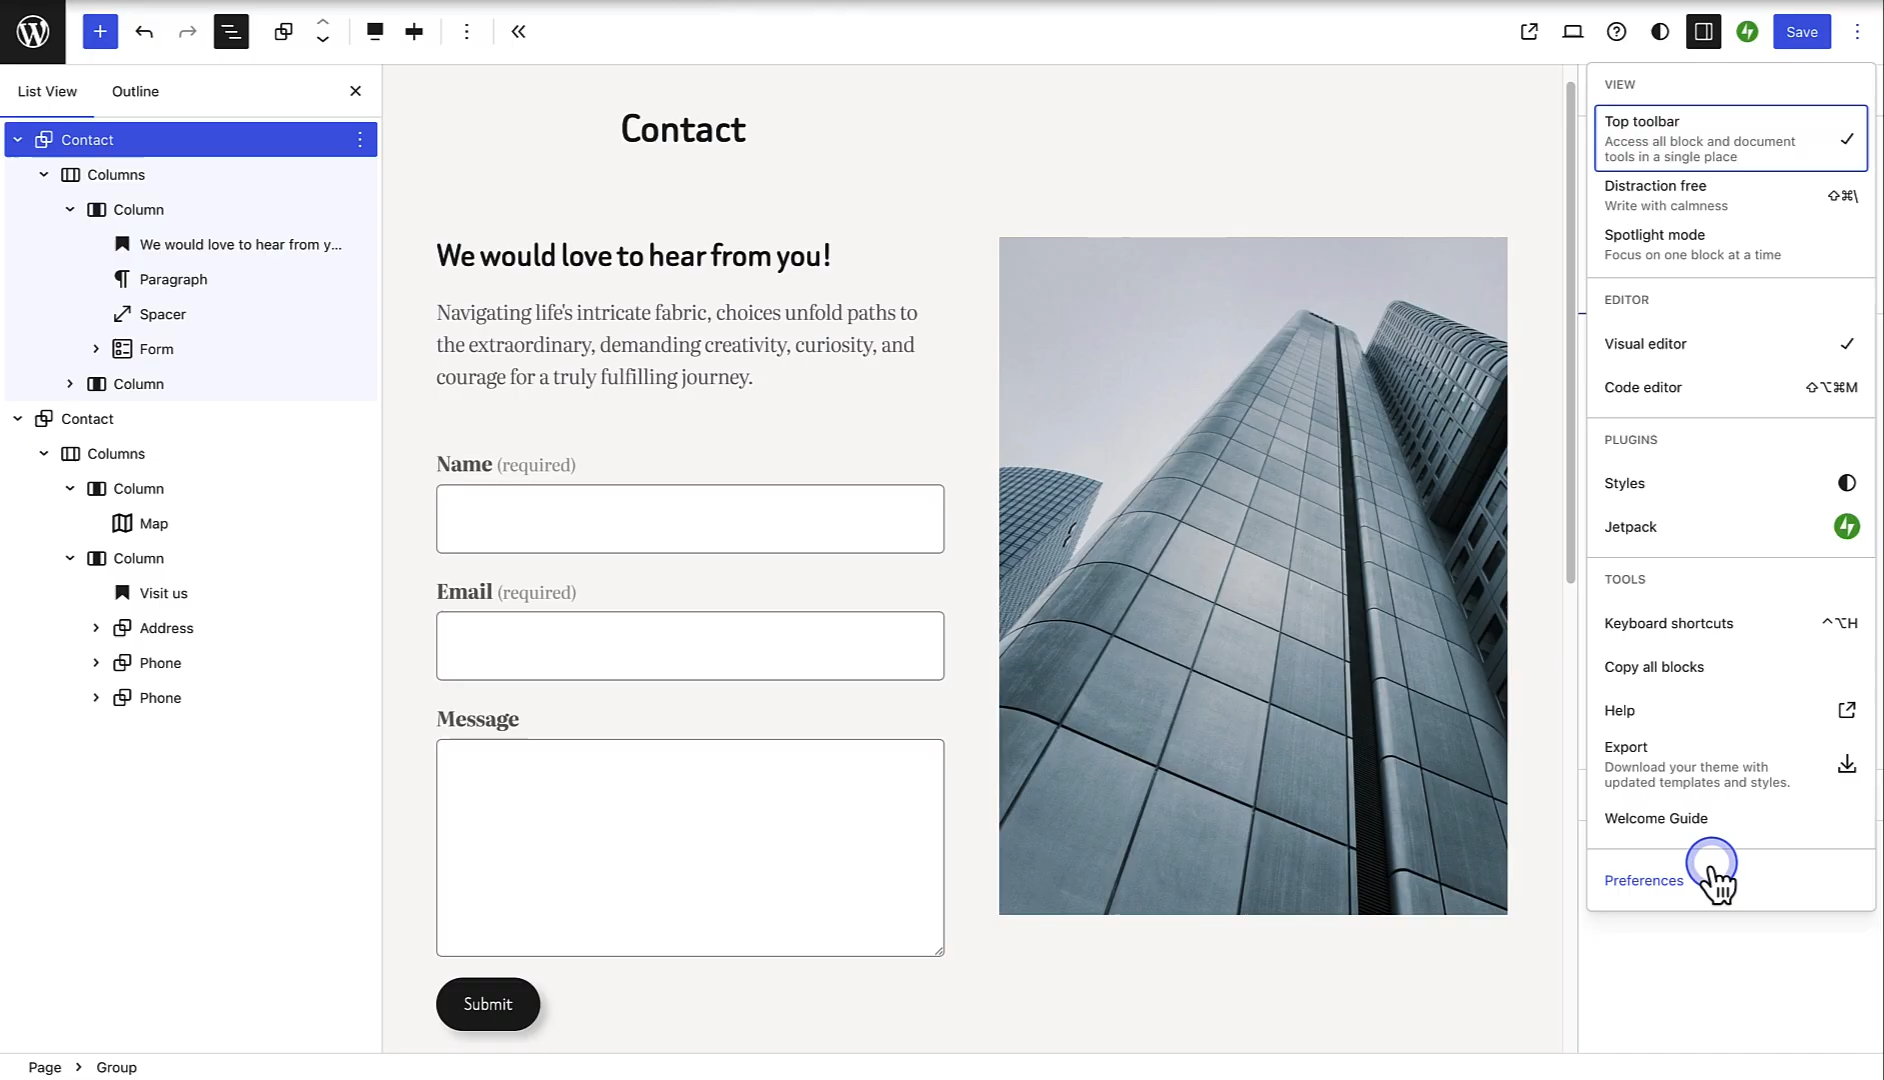 Save
List View
Outline
Contact
Columns
Column
We would love to hear from y...
Paragraph
Spacer
Form
Column
Contact
Columns
Column
Map
Column
Visit us
Address
Phone
Phone
Contact
We would love to hear from you!
Navigating life's intricate fabric, choices unfold paths to
the extraordinary, demanding creativity, curiosity, and
courage for a truly fulfilling journey.
Name (required)
Email (required)
Message
Submit
VIEW
Top toolbar
Access all block and document
tools in a single place
Distraction free
Write with calmness
⇧⌘\
Spotlight mode
Focus on one block at a time
EDITOR
Visual editor
Code editor ⇧⌥⌘M
PLUGINS
Styles
Jetpack
TOOLS
Keyboard shortcuts ^⌥H
Copy all blocks
Help
Export
Download your theme with
updated templates and styles.
Welcome Guide
Preferences
Page > Group